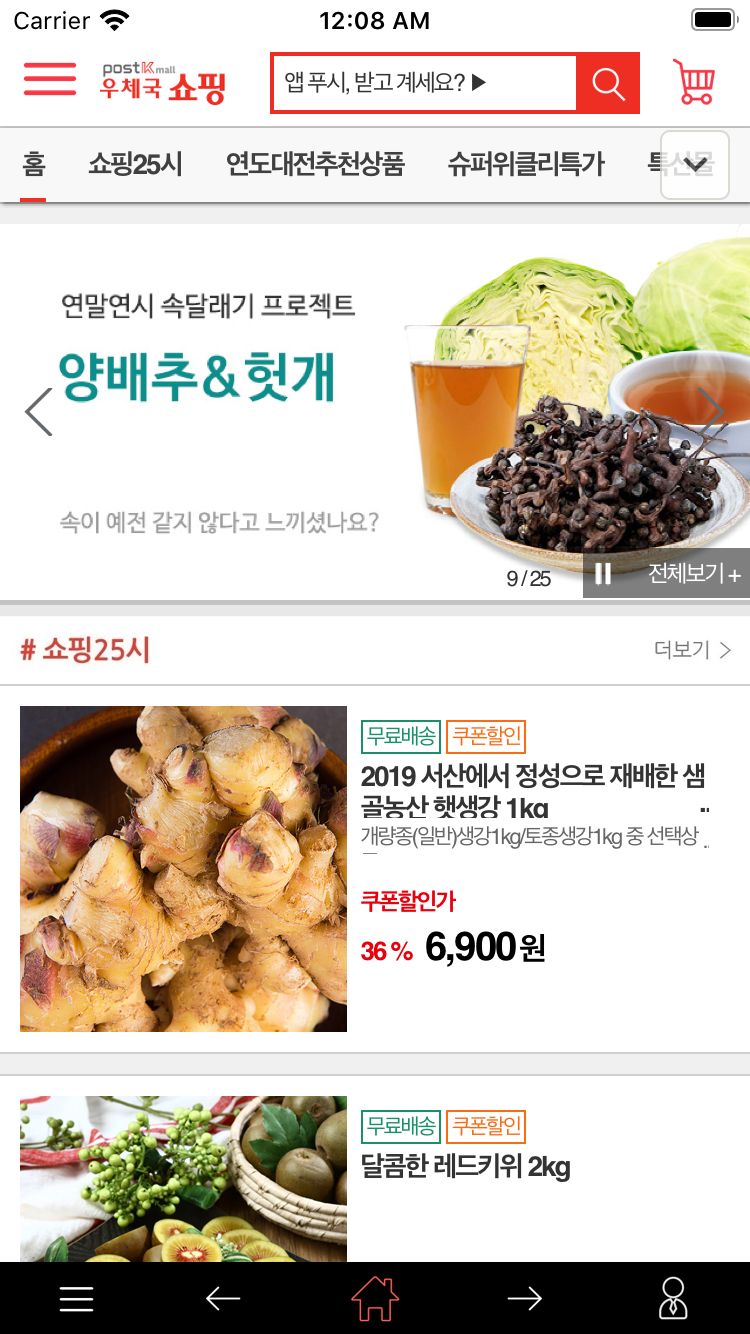 Carrier 12:08 AM
postK mall
우체국 쇼핑
앱 푸시, 받고 계세요? ▶
홈 쇼핑25시 연도대전추천상품 슈퍼위클리특가 특선물
연말연시 속달래기 프로젝트
양배추&헛개
속이 예전 같지 않다고 느끼셨나요?
9 / 25 전체보기 +
# 쇼핑25시 더보기
무료배송 쿠폰할인
2019 서산에서 정성으로 재배한 샘
골농산 햇생강 1kg ..
개량종(일반)생강1kg/토종생강1kg 중 선택상
쿠폰할인가
36 % 6,900원
무료배송 쿠폰할인
달콤한 레드키위 2kg